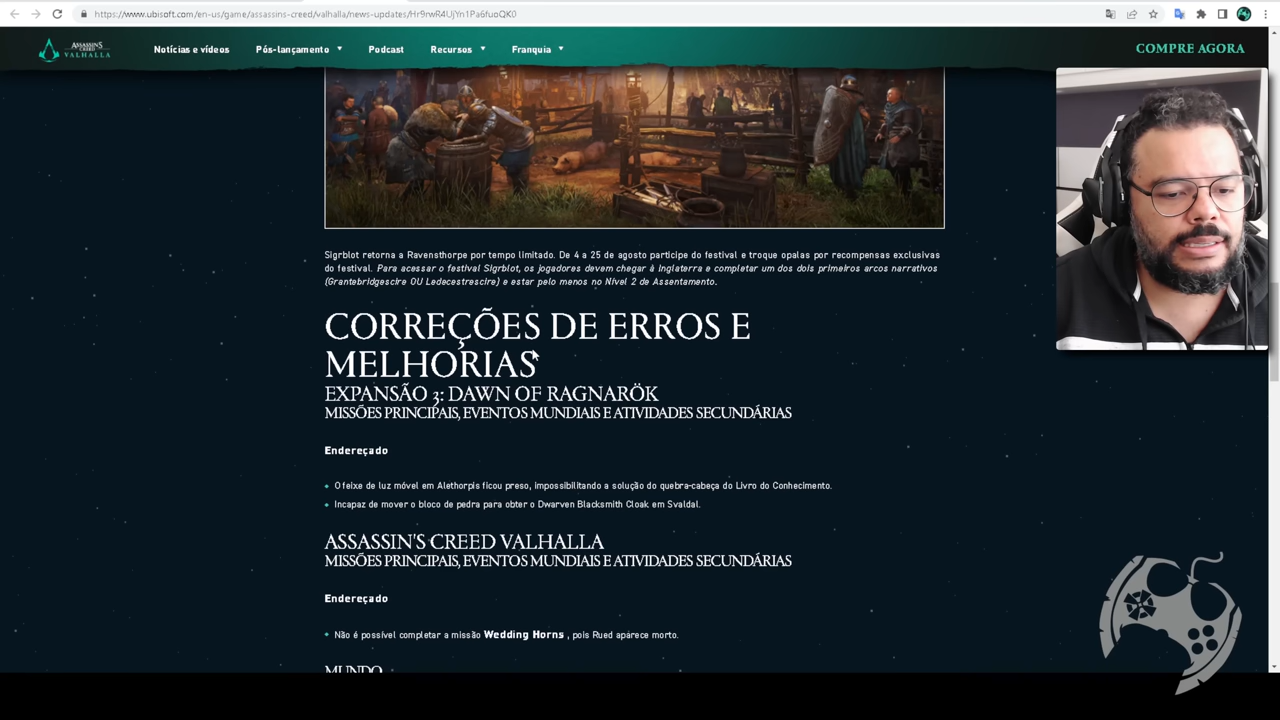 https://www.ubisoft.com/en-us/game/assassins-creed/valhalla/news-updates/Hr9rwR4UjYn1Pa6fuoQK0
ASSASSIN'S CREED VALHALLA
Notícias e vídeos
Pós-lançamento
Podcast
Recursos
Franquia
COMPRE AGORA
Sigrblot retorna a Ravensthorpe por tempo limitado. De 4 a 25 de agosto participe do festival e troque opalas por recompensas exclusivas
do festival. Para acessar o festival Sigrblot, os jogadores devem chegar à Inglaterra e completar um dos dois primeiros arcos narrativos
(Grantebridgescire OU Ledecestrescire) e estar pelo menos no Nível 2 de Assentamento.
CORREÇÕES DE ERROS E
MELHORIAS
EXPANSÃO 3: DAWN OF RAGNARÖK
MISSÕES PRINCIPAIS, EVENTOS MUNDIAIS E ATIVIDADES SECUNDÁRIAS
Endereçado
O feixe de luz móvel em Alethorpis ficou preso, impossibilitando a solução do quebra-cabeça do Livro do Conhecimento.
Incapaz de mover o bloco de pedra para obter o Dwarven Blacksmith Cloak em Svaldal.
ASSASSIN'S CREED VALHALLA
MISSÕES PRINCIPAIS, EVENTOS MUNDIAIS E ATIVIDADES SECUNDÁRIAS
Endereçado
Não é possível completar a missão Wedding Horns , pois Rued aparece morto.
MUNDO